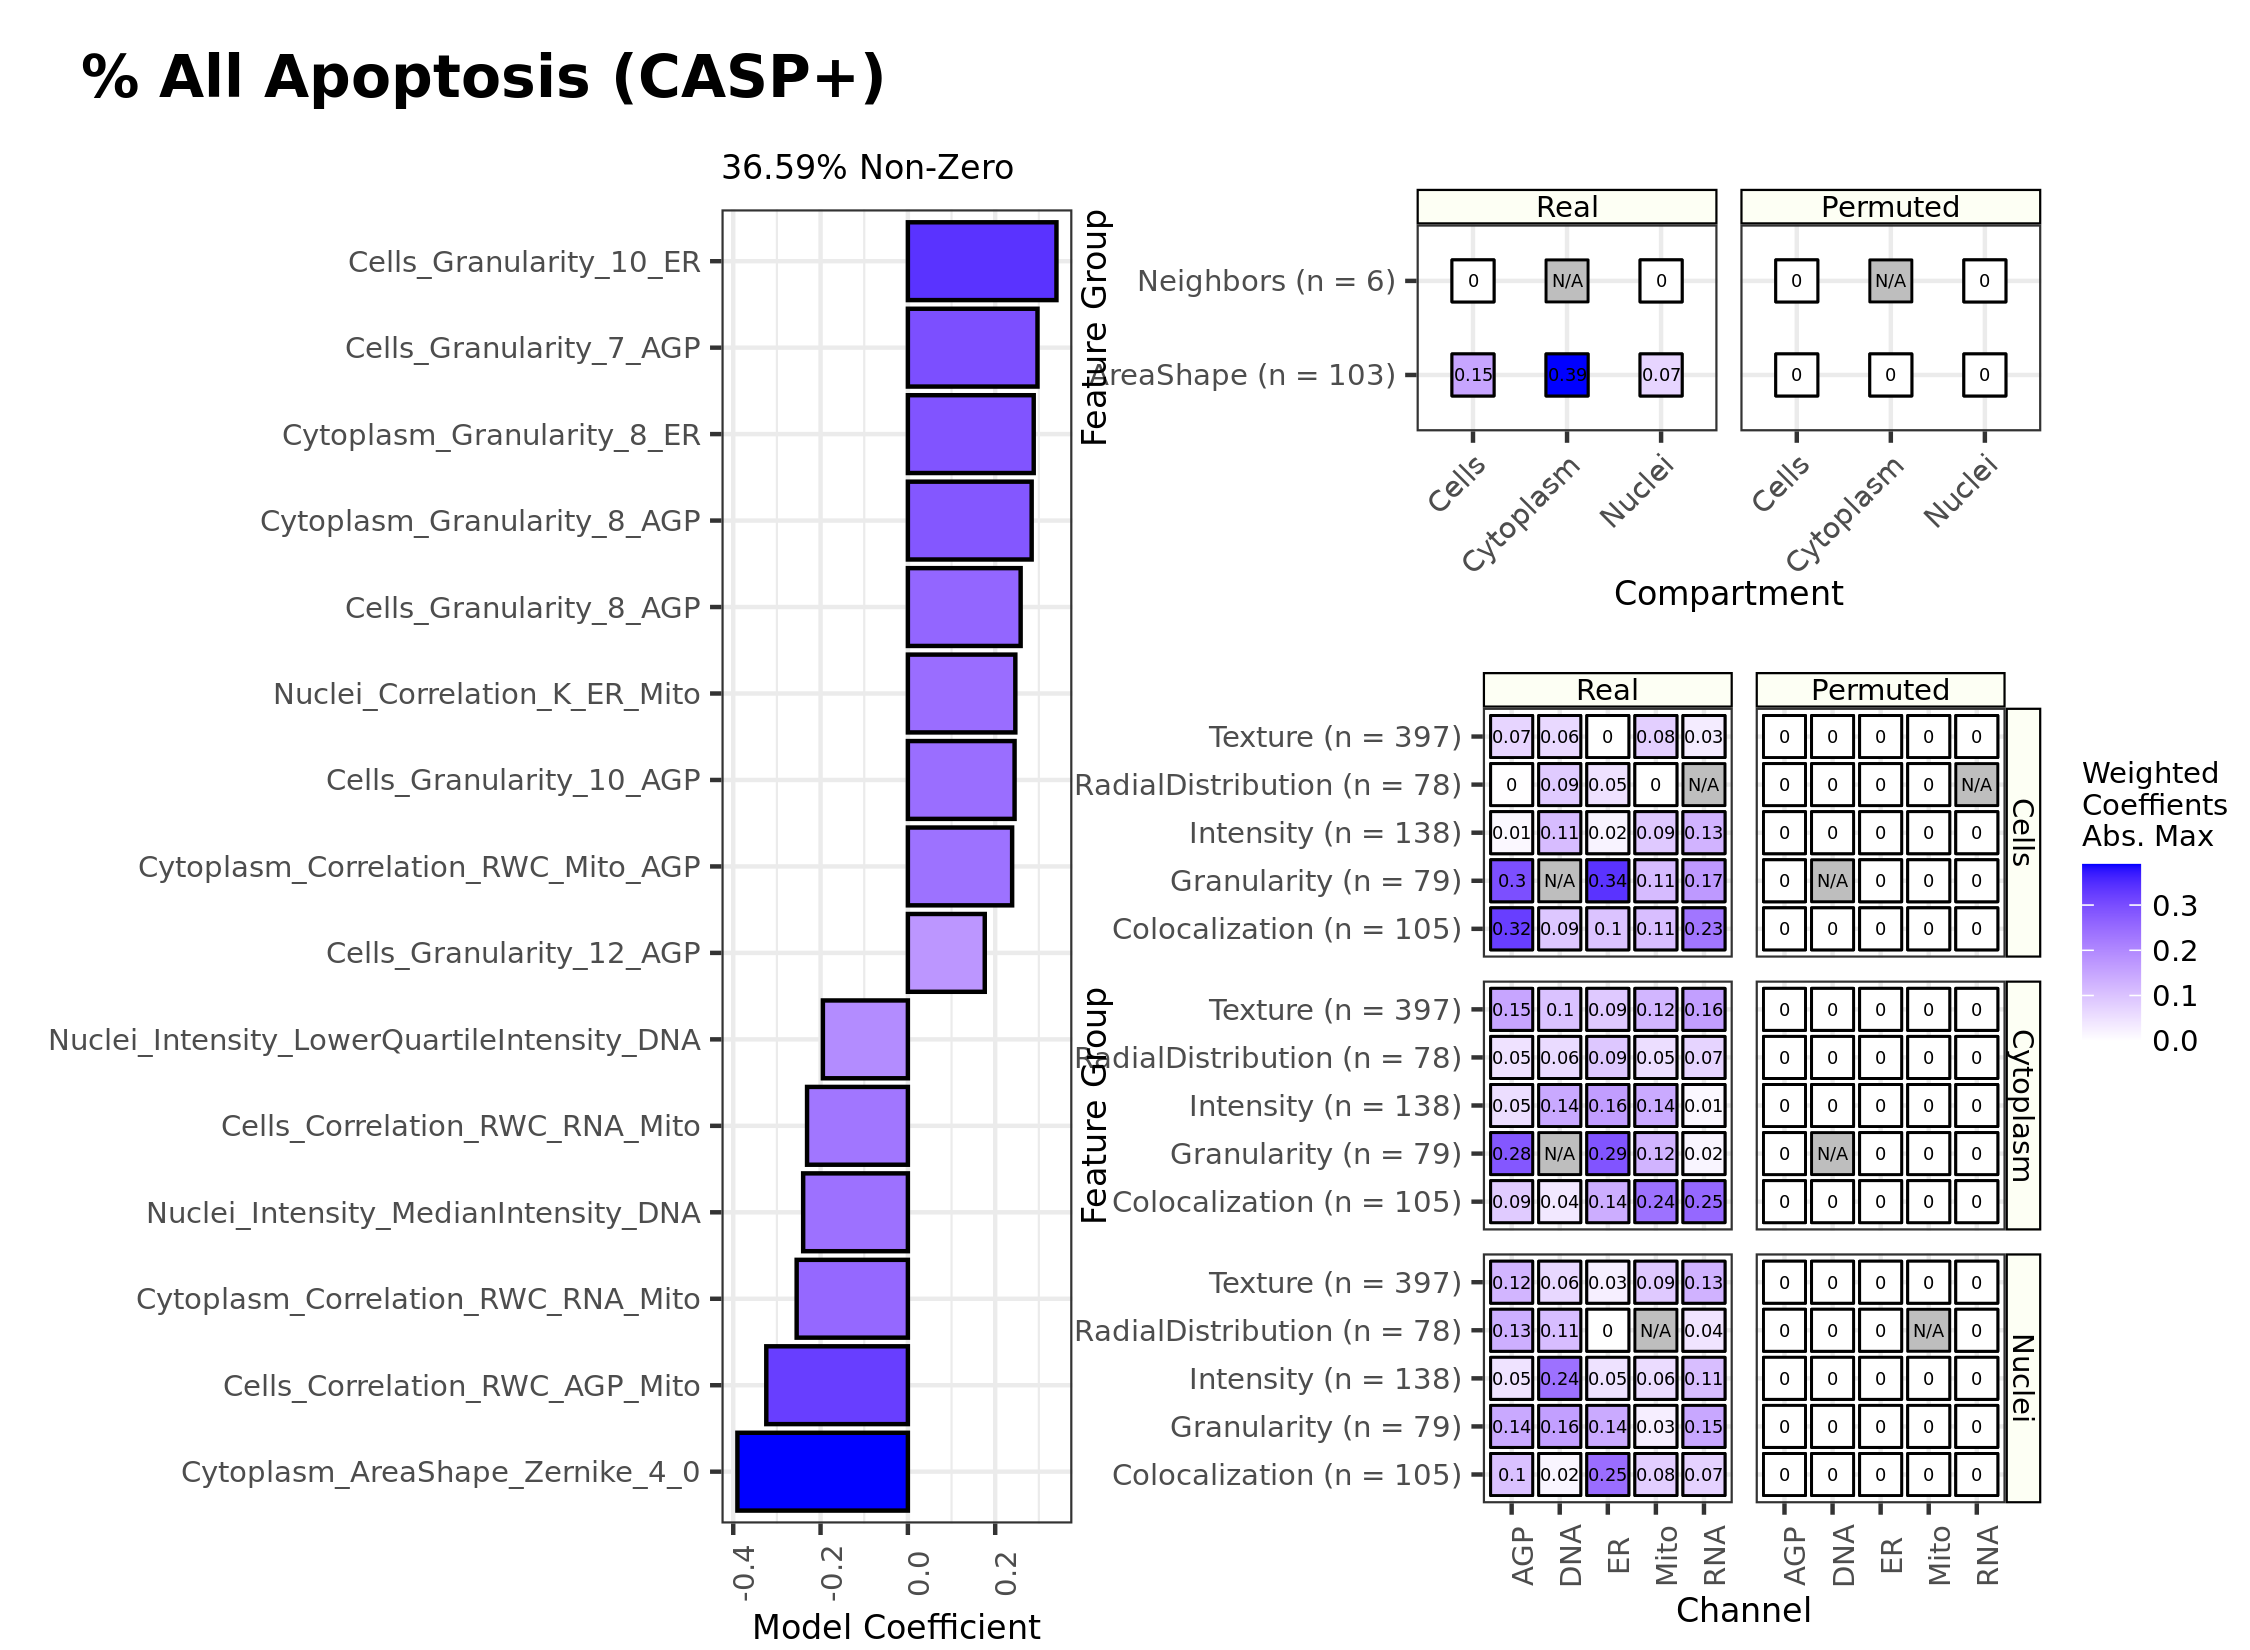 % All Apoptosis (CASP+)
36.59% Non-Zero
Cells_Granularity_10_ER
Cells_Granularity_7_AGP
Cytoplasm_Granularity_8_ER
Cytoplasm_Granularity_8_AGP
Cells_Granularity_8_AGP
Nuclei_Correlation_K_ER_Mito
Cells_Granularity_10_AGP
Cytoplasm_Correlation_RWC_Mito_AGP
Cells_Granularity_12_AGP
Nuclei_Intensity_LowerQuartileIntensity_DNA
Cells_Correlation_RWC_RNA_Mito
Nuclei_Intensity_MedianIntensity_DNA
Cytoplasm_Correlation_RWC_RNA_Mito
Cells_Correlation_RWC_AGP_Mito
Cytoplasm_AreaShape_Zernike_4_0
-0.4 -0.2 0.0 0.2
Model Coefficient
Feature Group
Real Permuted
Neighbors (n = 6) 0 N/A 0 0 N/A 0
AreaShape (n = 103) 0.15 0.39 0.07 0 0 0
Cells Cytoplasm Nuclei Cells Cytoplasm Nuclei
Compartment
Feature Group
Real Permuted
Texture (n = 397) 0.07 0.06 0 0.08 0.03 0 0 0 0 0
RadialDistribution (n = 78) 0 0.09 0.05 0 N/A 0 0 0 0 N/A
Intensity (n = 138) 0.01 0.11 0.02 0.09 0.13 0 0 0 0 0
Granularity (n = 79) 0.3 N/A 0.34 0.11 0.17 0 N/A 0 0 0
Colocalization (n = 105) 0.32 0.09 0.1 0.11 0.23 0 0 0 0 0
Cells
Texture (n = 397) 0.15 0.1 0.09 0.12 0.16 0 0 0 0 0
RadialDistribution (n = 78) 0.05 0.06 0.09 0.05 0.07 0 0 0 0 0
Intensity (n = 138) 0.05 0.14 0.16 0.14 0.01 0 0 0 0 0
Granularity (n = 79) 0.28 N/A 0.29 0.12 0.02 0 N/A 0 0 0
Colocalization (n = 105) 0.09 0.04 0.14 0.24 0.25 0 0 0 0 0
Cytoplasm
Texture (n = 397) 0.12 0.06 0.03 0.09 0.13 0 0 0 0 0
RadialDistribution (n = 78) 0.13 0.11 0 N/A 0.04 0 0 0 N/A 0
Intensity (n = 138) 0.05 0.24 0.05 0.06 0.11 0 0 0 0 0
Granularity (n = 79) 0.14 0.16 0.14 0.03 0.15 0 0 0 0 0
Colocalization (n = 105) 0.1 0.02 0.25 0.08 0.07 0 0 0 0 0
Nuclei
AGP DNA ER Mito RNA AGP DNA ER Mito RNA
Channel
Weighted
Coeffients
Abs. Max
0.3
0.2
0.1
0.0